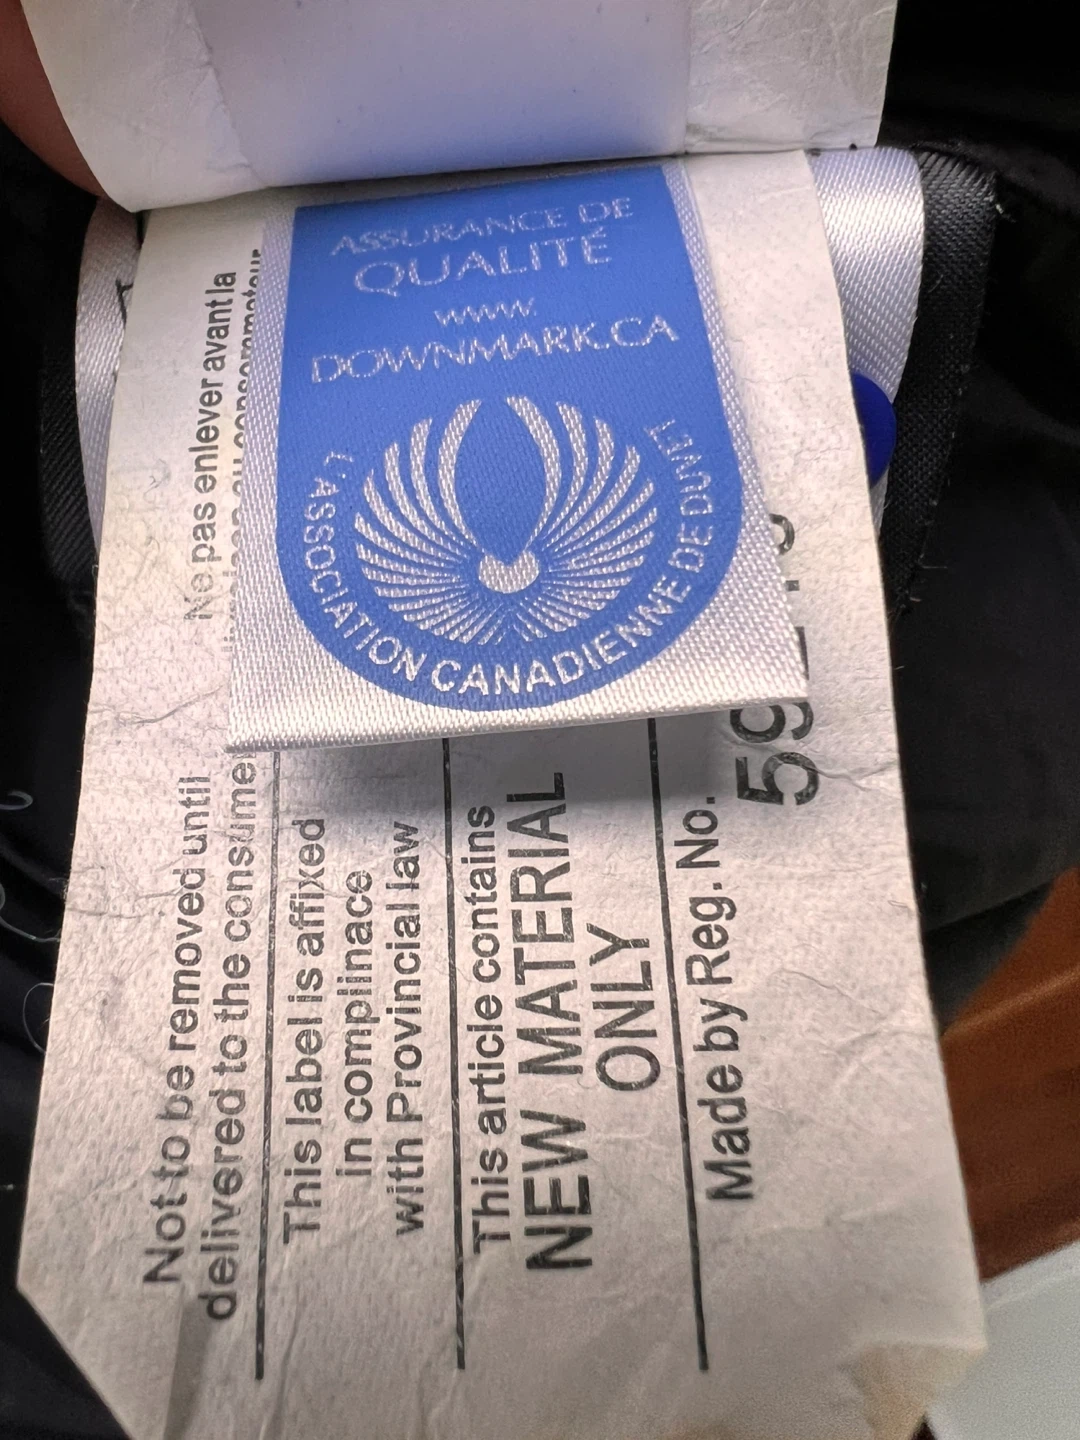 ASSURANCE DE
QUALITÉ
www.
DOWNMARK.CA
L'ASSOCIATION CANADIENNE DE DUVET
Ne pas enlever avant la
Not to be removed until
delivered to the consumer
This label is affixed
in complinace
with Provincial law
This article contains
NEW MATERIAL
ONLY
Made by Reg. No.